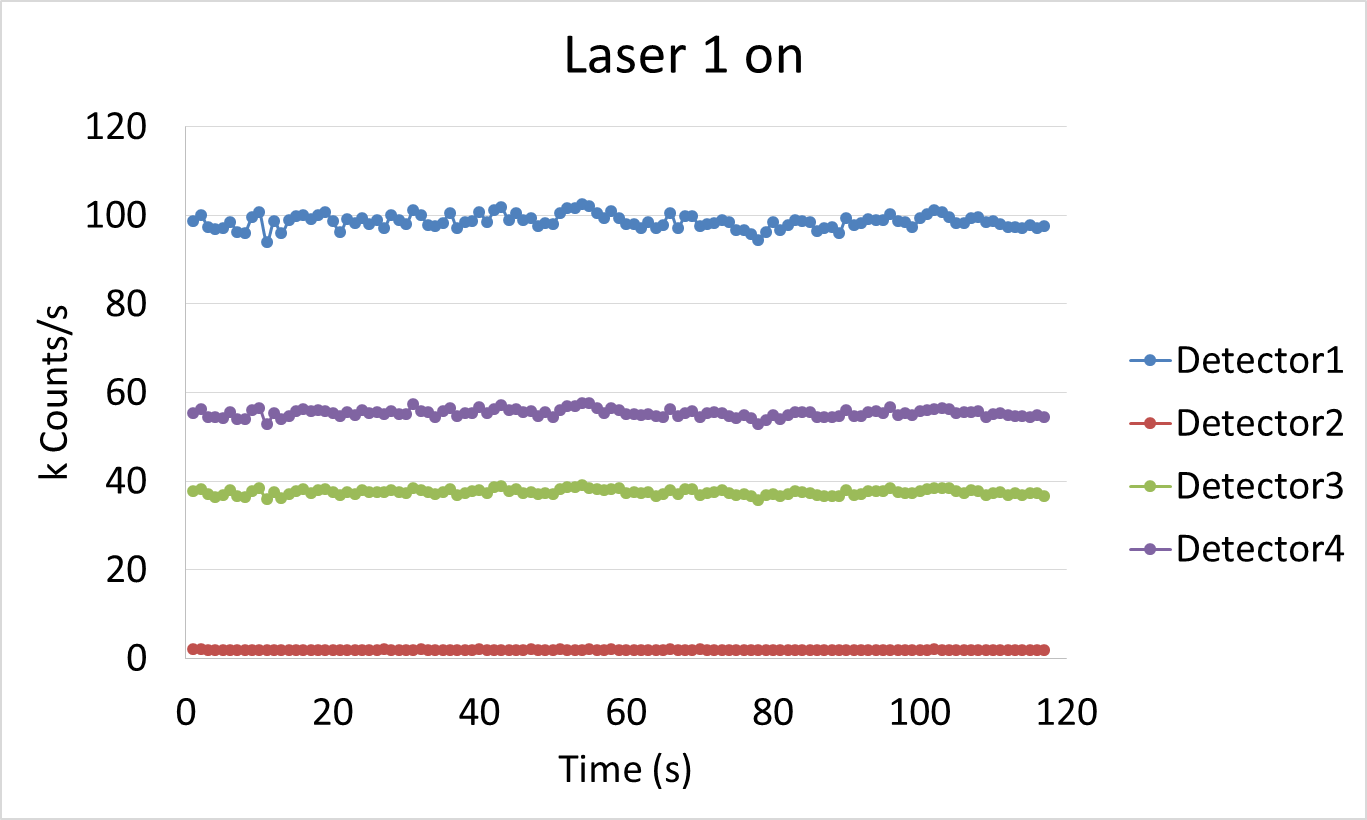 Laser 1 on
120
100
80
60
40
20
0
k Counts/s
0 20 40 60 80 100 120
Time (s)
Detector1
Detector2
Detector3
Detector4